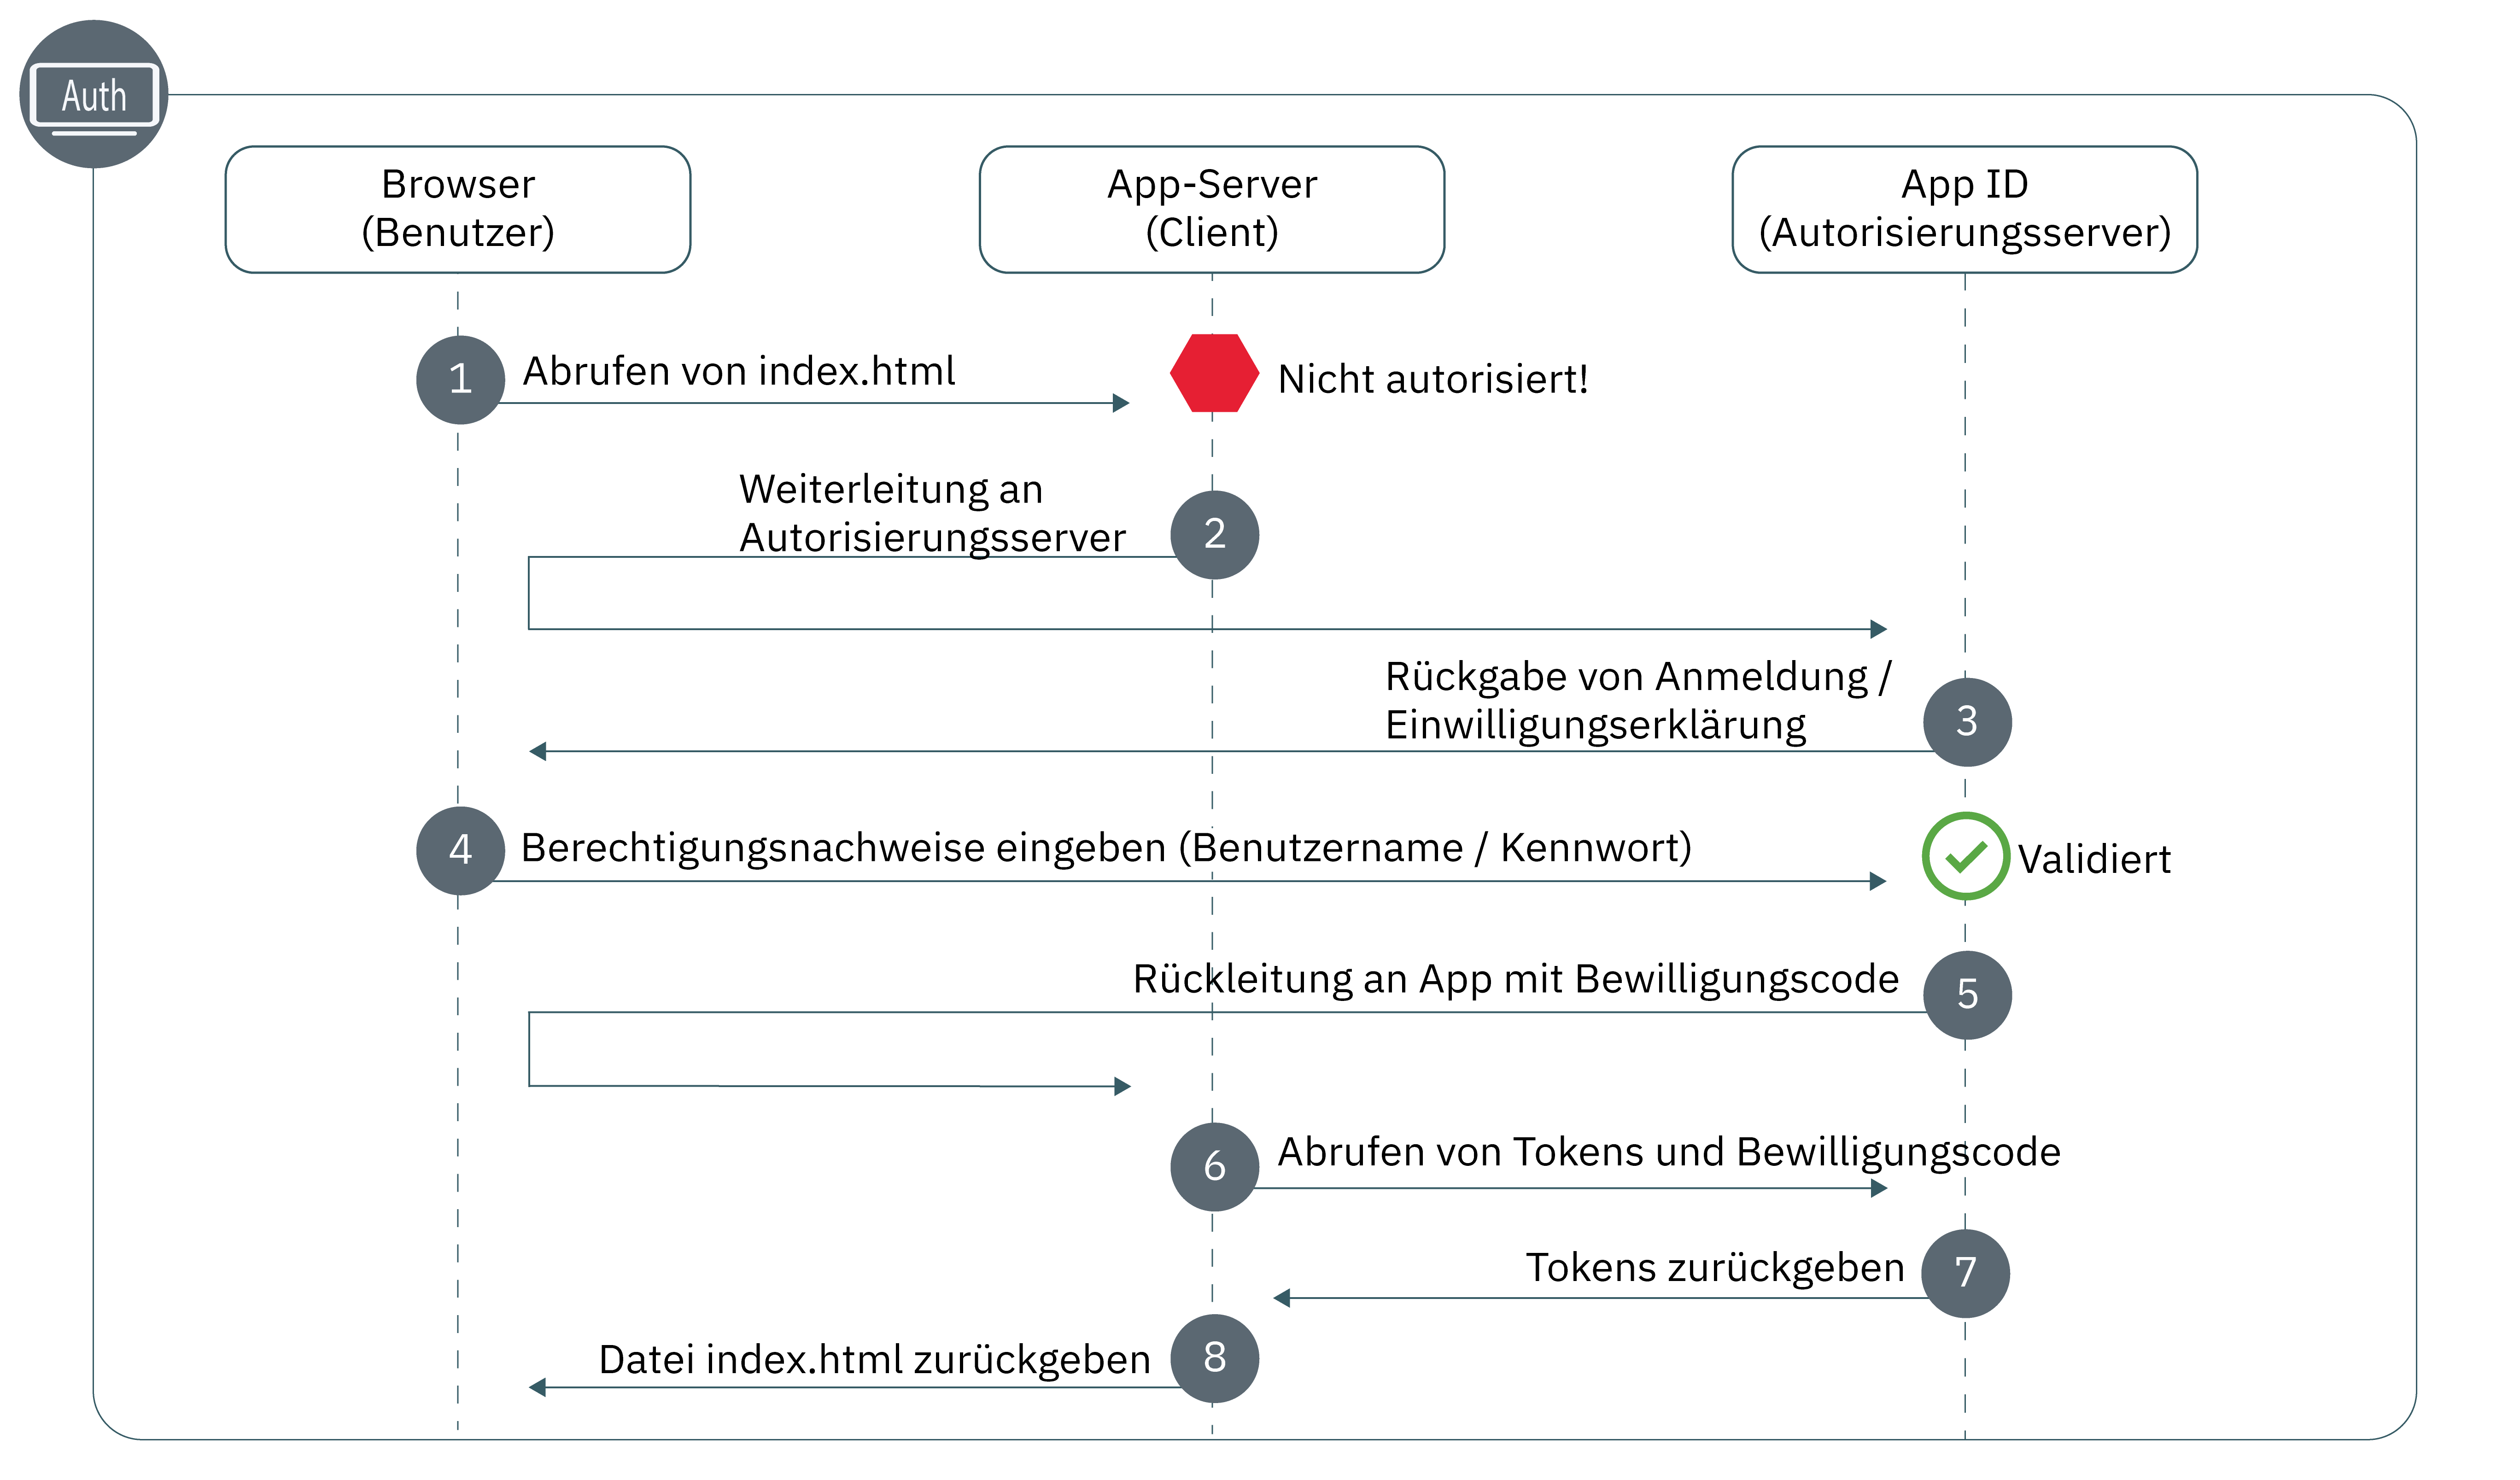 Auth
Browser
(Benutzer)
App-Server
(Client)
App ID
(Autorisierungsserver)
1
Abrufen von index.html
Nicht autorisiert!
Weiterleitung an
Autorisierungsserver
2
Rückgabe von Anmeldung /
Einwilligungserklärung
3
4
Berechtigungsnachweise eingeben (Benutzername / Kennwort)
Validiert
Rückleitung an App mit Bewilligungscode
5
6
Abrufen von Tokens und Bewilligungscode
Tokens zurückgeben
7
Datei index.html zurückgeben
8